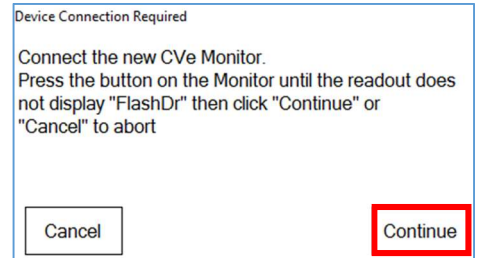 Device Connection Required
Connect the new CVe Monitor.
Press the button on the Monitor until the readout does
not display "FlashDr" then click "Continue" or
"Cancel" to abort
Cancel
Continue